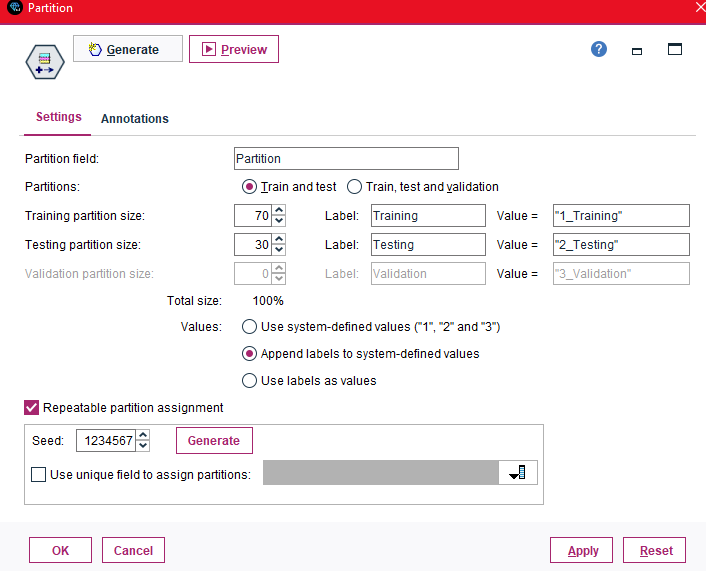 Partition
Generate Preview ?
Settings Annotations
Partition field: Partition
Partitions: Train and test Train, test and validation
Training partition size: 70 Label: Training Value = "1_Training"
Testing partition size: 30 Label: Testing Value = "2_Testing"
Validation partition size: 0 Label: Validation Value = "3_Validation"
Total size: 100%
Values: Use system-defined values ("1", "2" and "3")
Append labels to system-defined values
Use labels as values
Repeatable partition assignment
Seed: 1234567 Generate
Use unique field to assign partitions:
OK Cancel Apply Reset